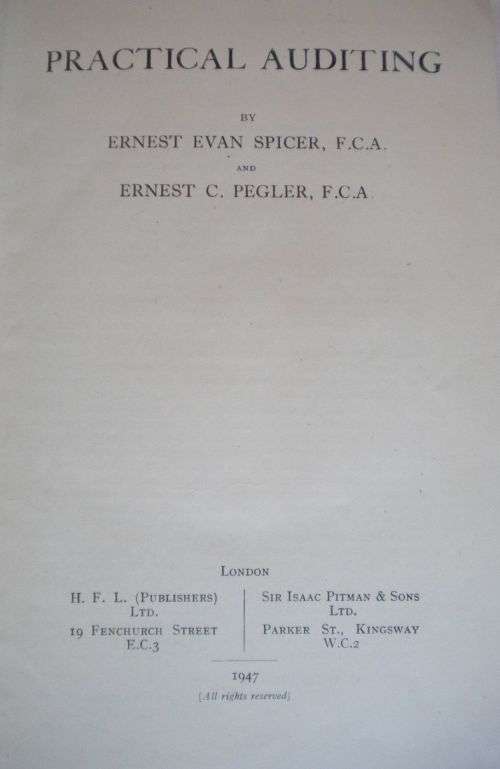 PRACTICAL AUDITING
BY
ERNEST EVAN SPICER, F.C.A.
AND
ERNEST C. PEGLER, F.C.A.
LONDON
H. F. L. (PUBLISHERS)
LTD.
19 FENCHURCH STREET
E.C.3
SIR ISAAC PITMAN & SONS
LTD.
PARKER ST., KINGSWAY
W.C.2
1947
[All rights reserved]